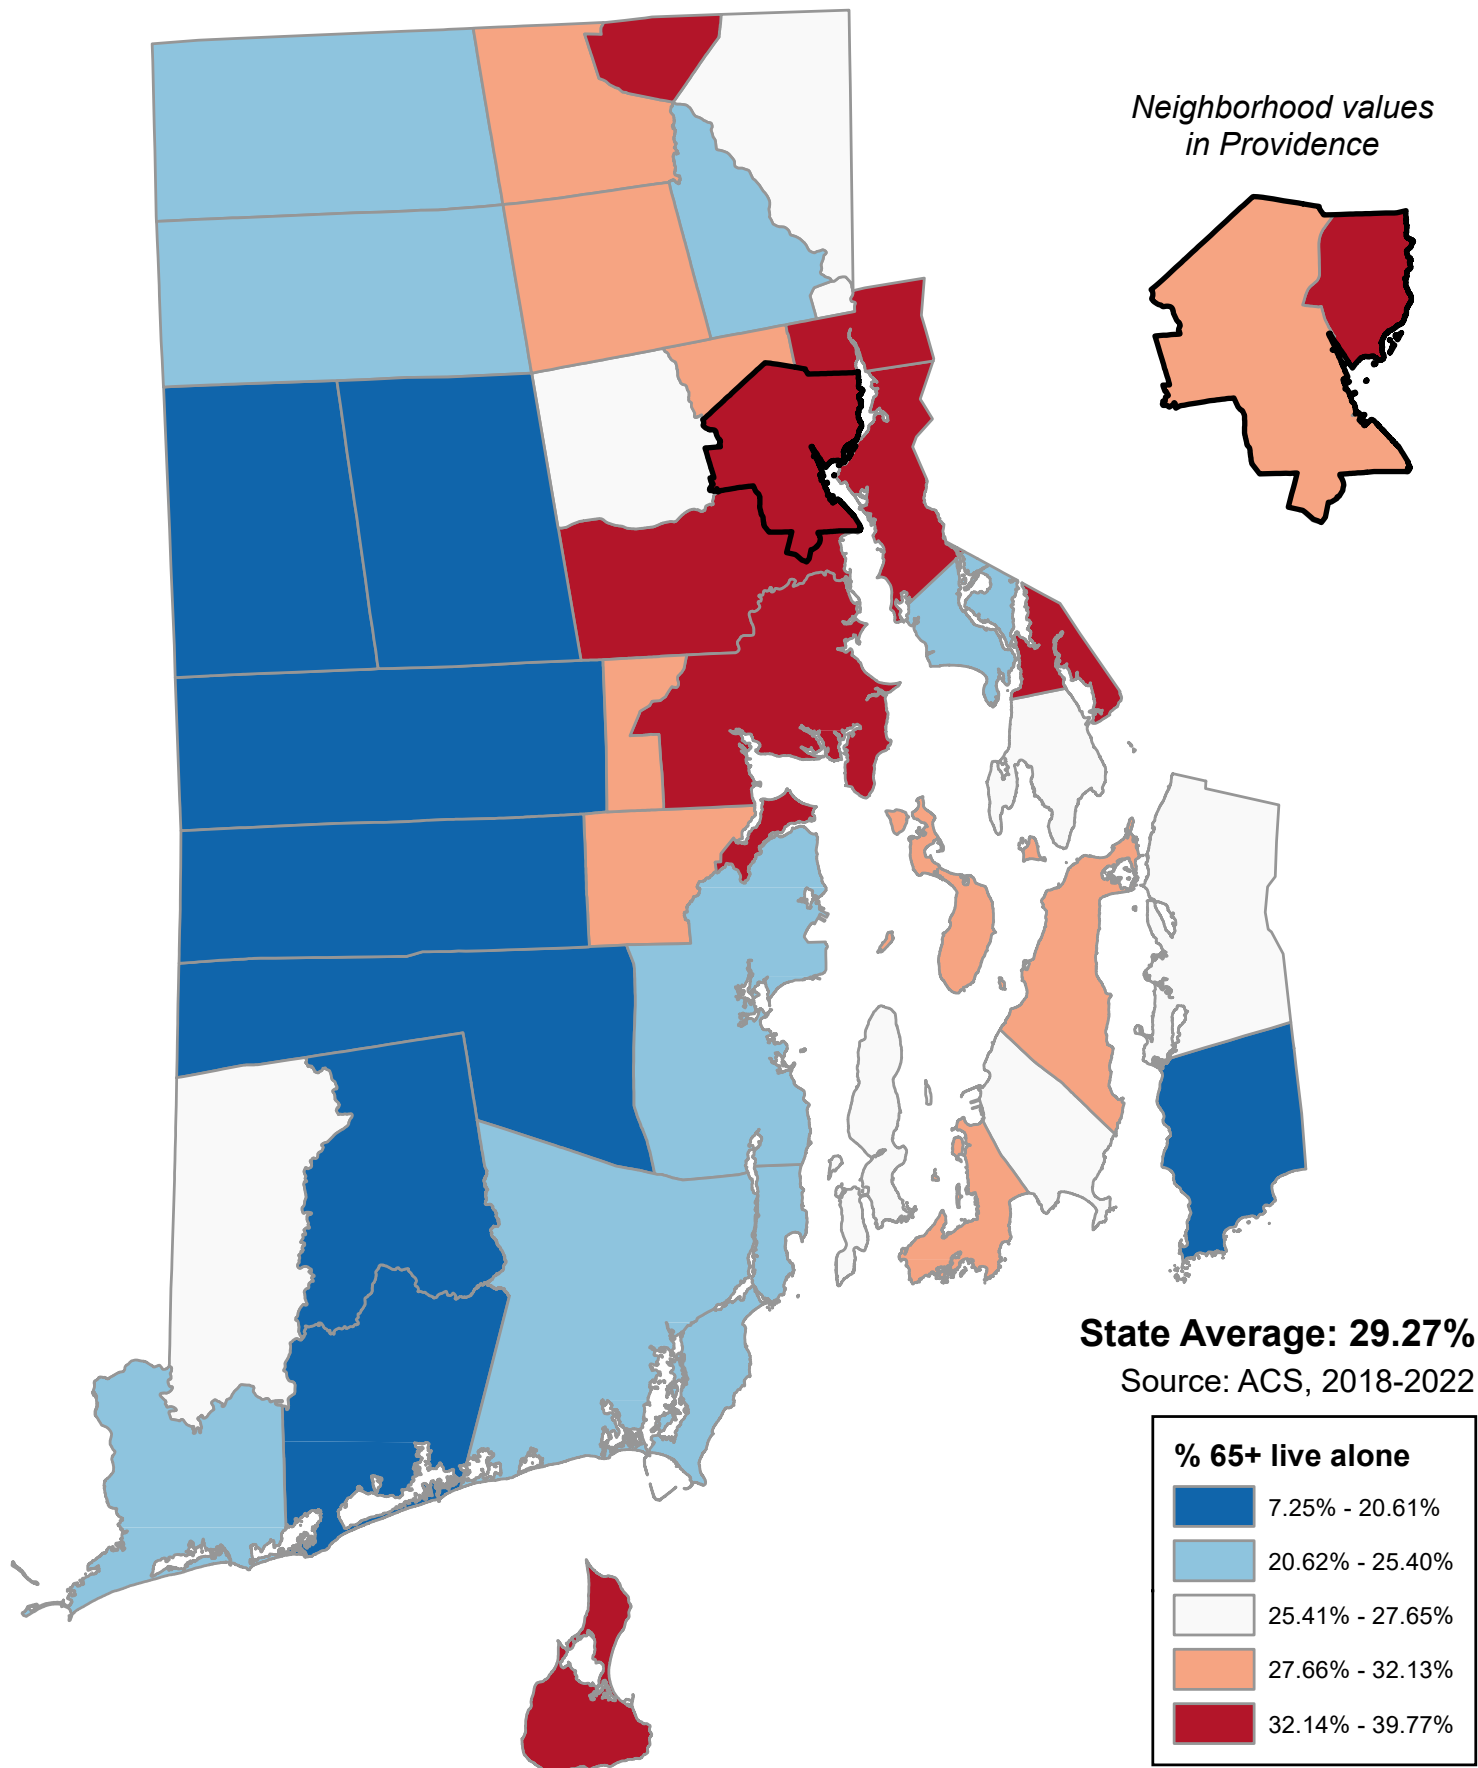 Neighborhood values
in Providence
State Average: 29.27%
Source: ACS, 2018-2022
% 65+ live alone
7.25% - 20.61%
20.62% - 25.40%
25.41% - 27.65%
27.66% - 32.13%
32.14% - 39.77%